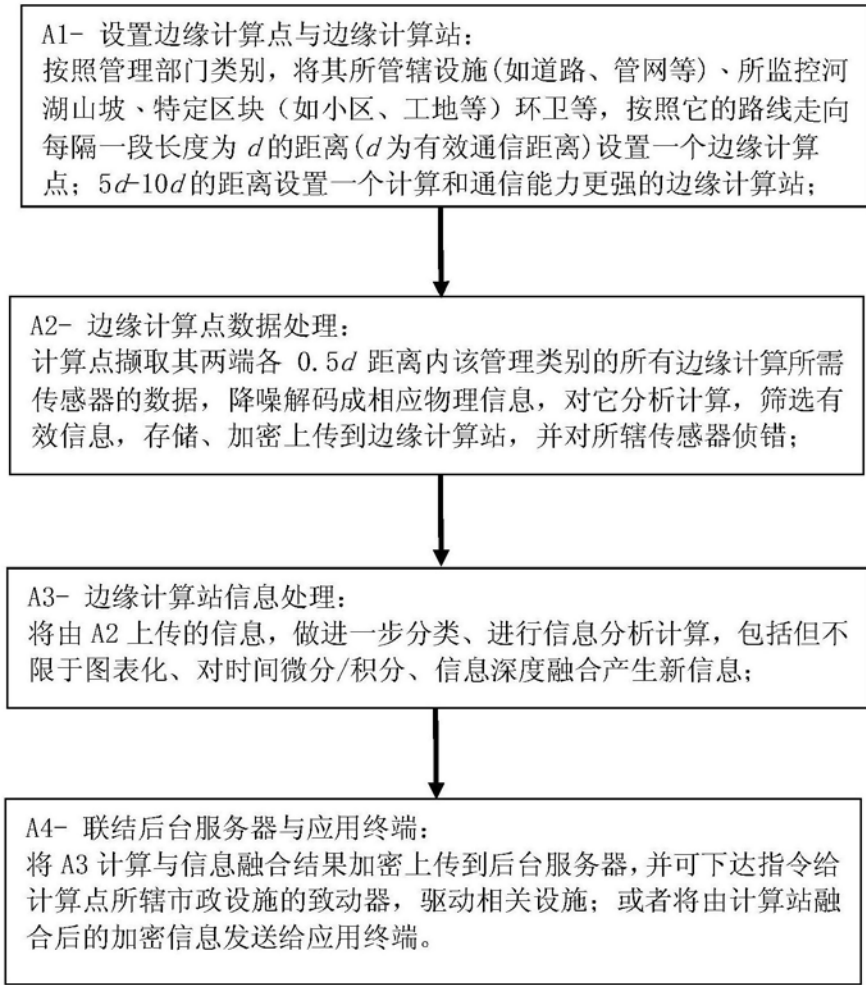 A1- 设置边缘计算点与边缘计算站：
按照管理部门类别，将其所管辖设施(如道路、管网等)、所监控河
湖山坡、特定区块（如小区、工地等）环卫等，按照它的路线走向
每隔一段长度为 d 的距离(d 为有效通信距离)设置一个边缘计算
点；5d-10d 的距离设置一个计算和通信能力更强的边缘计算站；
A2- 边缘计算点数据处理：
计算点撷取其两端各 0.5d 距离内该管理类别的所有边缘计算所需
传感器的数据，降噪解码成相应物理信息，对它分析计算，筛选有
效信息，存储、加密上传到边缘计算站，并对所辖传感器侦错；
A3- 边缘计算站信息处理：
将由 A2 上传的信息，做进一步分类、进行信息分析计算，包括但不
限于图表化、对时间微分/积分、信息深度融合产生新信息；
A4- 联结后台服务器与应用终端：
将 A3 计算与信息融合结果加密上传到后台服务器，并可下达指令给
计算点所辖市政设施的致动器，驱动相关设施；或者将由计算站融
合后的加密信息发送给应用终端。